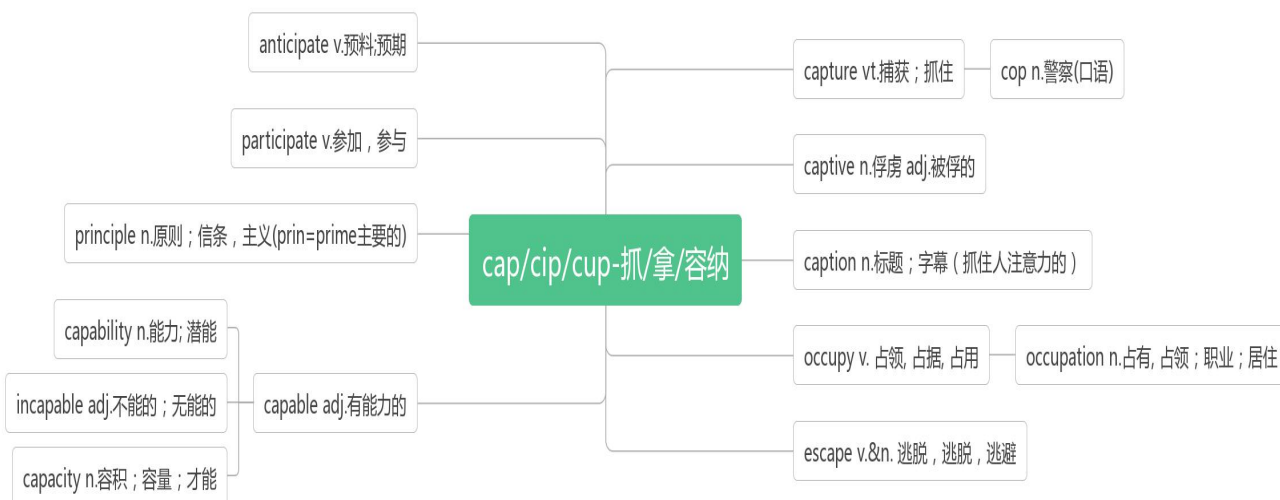 anticipate v.预料;预期
participate v.参加，参与
principle n.原则；信条，主义(prin=prime主要的)
capability n.能力; 潜能
incapable adj.不能的；无能的
capacity n.容积；容量；才能
capable adj.有能力的
cap/cip/cup-抓/拿/容纳
capture vt.捕获；抓住
cop n.警察(口语)
captive n.俘虏 adj.被俘的
caption n.标题；字幕（抓住人注意力的）
occupy v. 占领, 占据, 占用
occupation n.占有, 占领；职业；居住
escape v.&n. 逃脱，逃脱，逃避